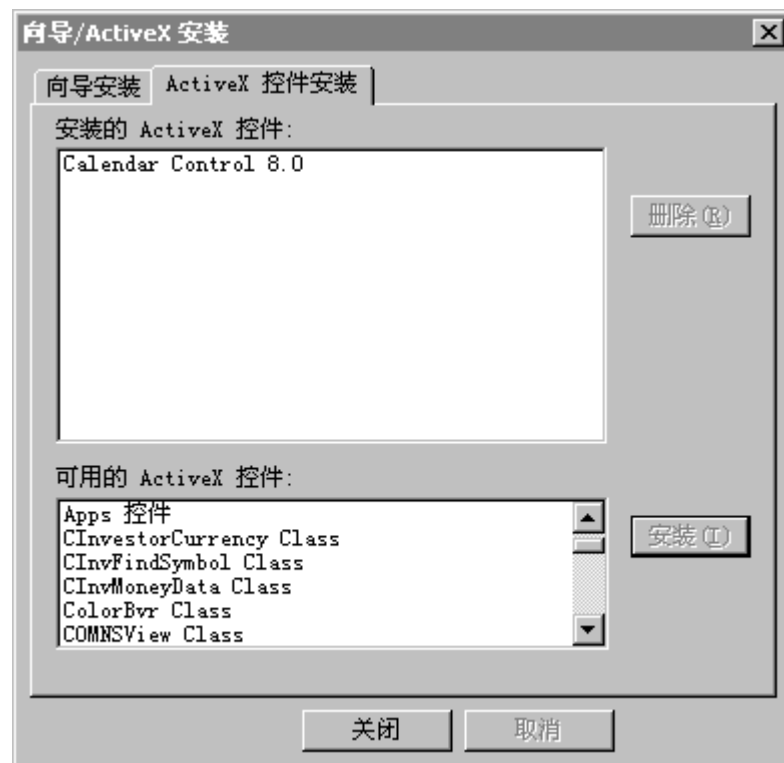 向导/ActiveX 安装
向导安装 ActiveX 控件安装
安装的 ActiveX 控件:
Calendar Control 8.0
删除(R)
可用的 ActiveX 控件:
Apps 控件
CInvestorCurrency Class
CInvFindSymbol Class
CInvMoneyData Class
ColorBvr Class
COMNSView Class
安装(I)
关闭 取消